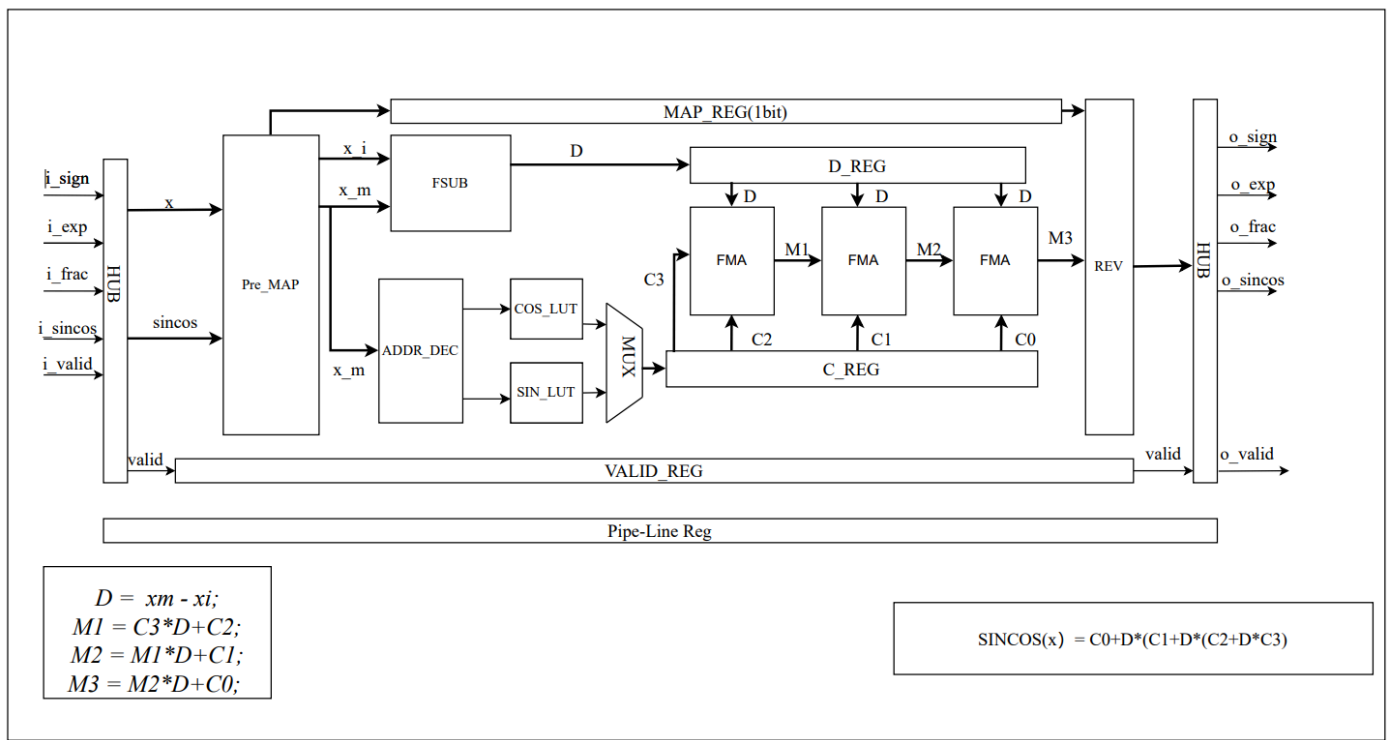 MAP_REG(1bit)
i_sign
i_exp
i_frac
i_sincos
i_valid
HUB
x
sincos
valid
Pre_MAP
x_i
x_m
x_m
FSUB
D
D_REG
D
D
D
ADDR_DEC
COS_LUT
SIN_LUT
MUX
C3
FMA
M1
FMA
M2
FMA
M3
C2
C1
C0
C_REG
REV
HUB
o_sign
o_exp
o_frac
o_sincos
valid
o_valid
VALID_REG
Pipe-Line Reg
D = xm - xi;
M1 = C3*D+C2;
M2 = M1*D+C1;
M3 = M2*D+C0;
SINCOS(x) = C0+D*(C1+D*(C2+D*C3)